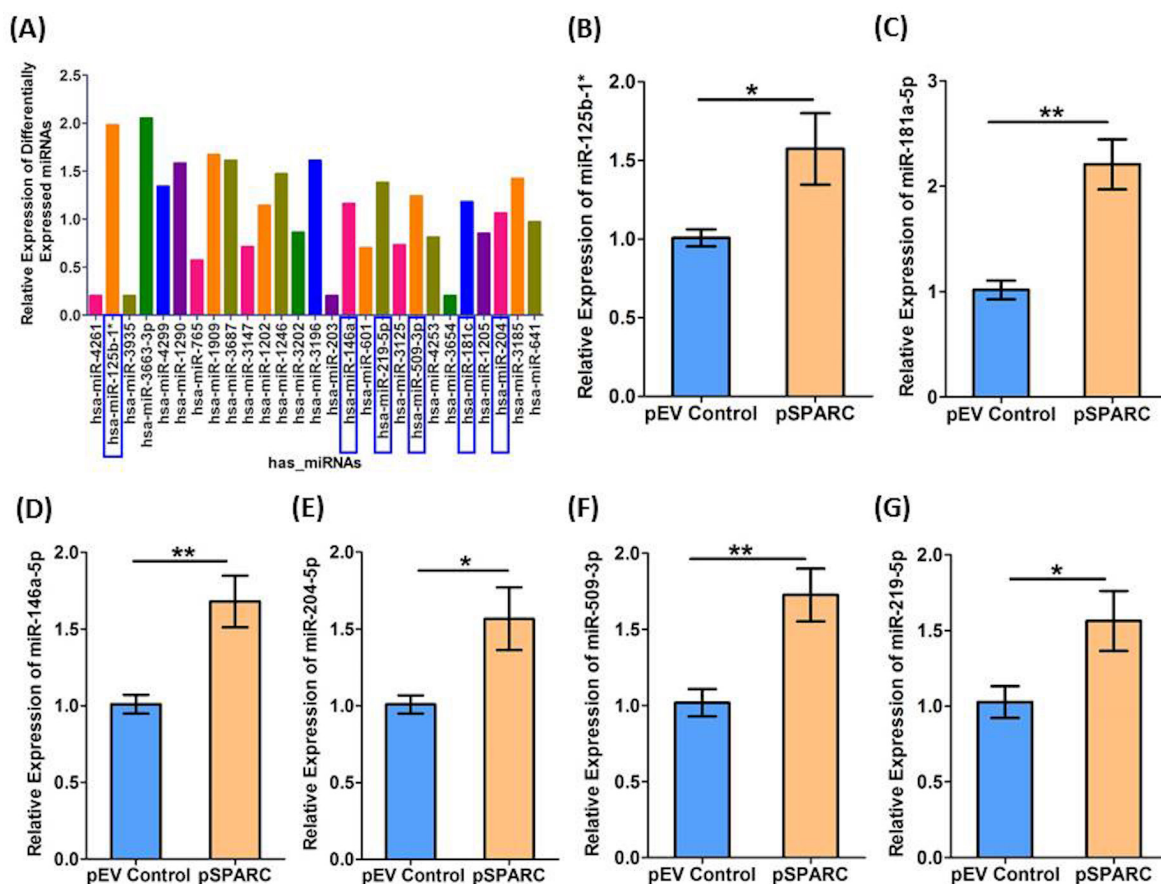 (A)
Relative Expression of Differentially
Expressed miRNAs
2.5
2.0
1.5
1.0
0.5
0.0
hsa-miR-4261
hsa-miR-125b-1*
hsa-miR-3935
hsa-miR-3663-3p
hsa-miR-4299
hsa-miR-1290
hsa-miR-765
hsa-miR-1909
hsa-miR-3687
hsa-miR-3147
hsa-miR-1202
hsa-miR-1246
hsa-miR-3202
hsa-miR-3196
hsa-miR-203
hsa-miR-146a
hsa-miR-601
hsa-miR-219-5p
hsa-miR-3125
hsa-miR-509-3p
hsa-miR-4253
hsa-miR-3654
hsa-miR-181c
hsa-miR-1205
hsa-miR-204
hsa-miR-3185
hsa-miR-641
has_miRNAs
(B)
Relative Expression of miR-125b-1*
2.0
1.5
1.0
0.5
0.0
*
pEV Control pSPARC
(C)
Relative Expression of miR-181a-5p
3
2
1
0
**
pEV Control pSPARC
(D)
Relative Expression of miR-146a-5p
2.0
1.5
1.0
0.5
0.0
**
pEV Control pSPARC
(E)
Relative Expression of miR-204-5p
2.0
1.5
1.0
0.5
0.0
*
pEV Control pSPARC
(F)
Relative Expression of miR-509-3p
2.0
1.5
1.0
0.5
0.0
**
pEV Control pSPARC
(G)
Relative Expression of miR-219-5p
2.0
1.5
1.0
0.5
0.0
*
pEV Control pSPARC